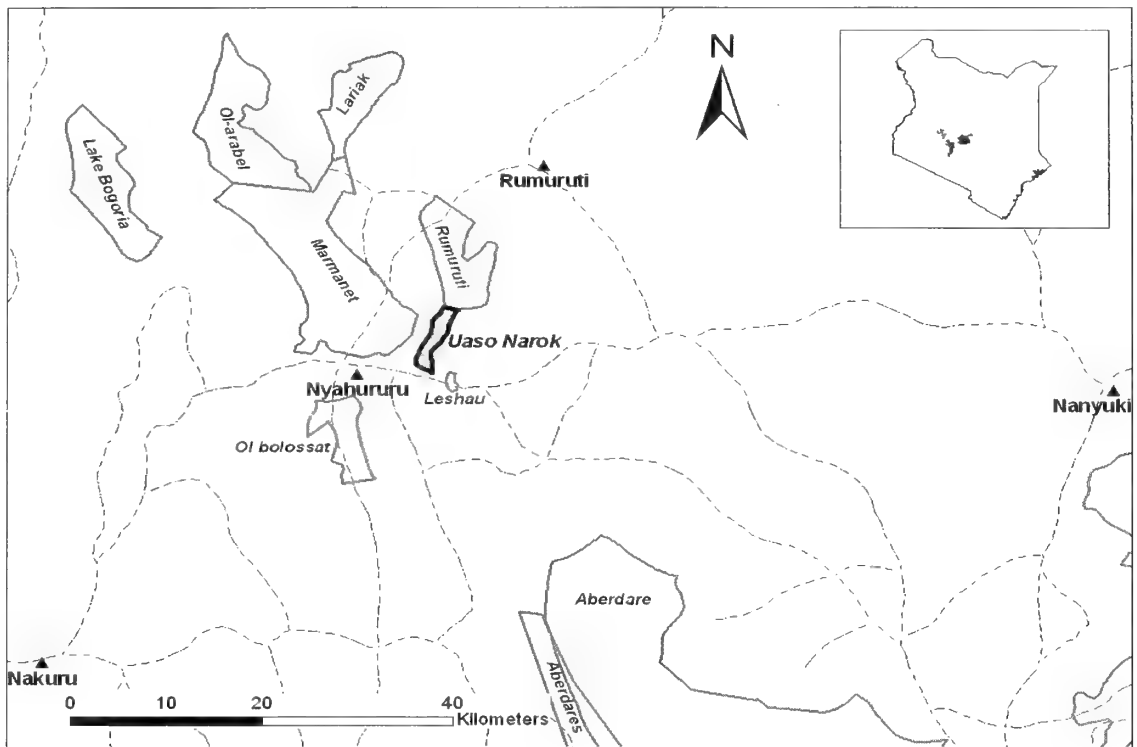 N
Lariak
Ol-arabel
Lake Bogoria
Rumuruti
Marmanet
Rumuruti
Uaso Narok
Nyahururu
Leshau
Nanyuki
Ol bolossat
Aberdare
Aberdares
Nakuru
0 10 20 40
Kilometers